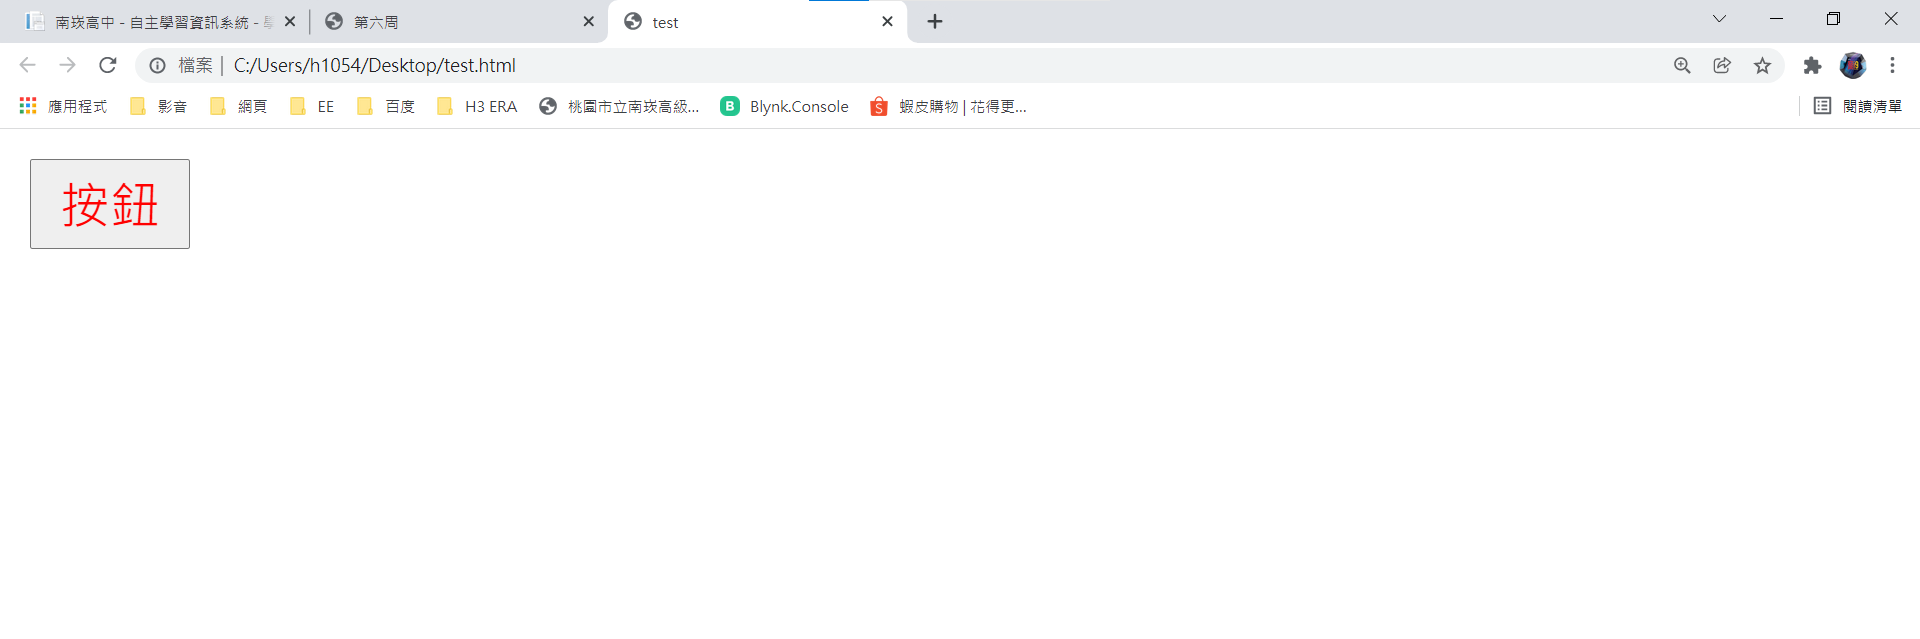 南崁高中 - 自主學習資訊系統 - 
第六周
test
檔案 | C:/Users/h1054/Desktop/test.html
應用程式
影音
網頁
EE
百度
H3 ERA
桃園市立南崁高級...
B
Blynk.Console
S
蝦皮購物 | 花得更...
閱讀清單
按鈕